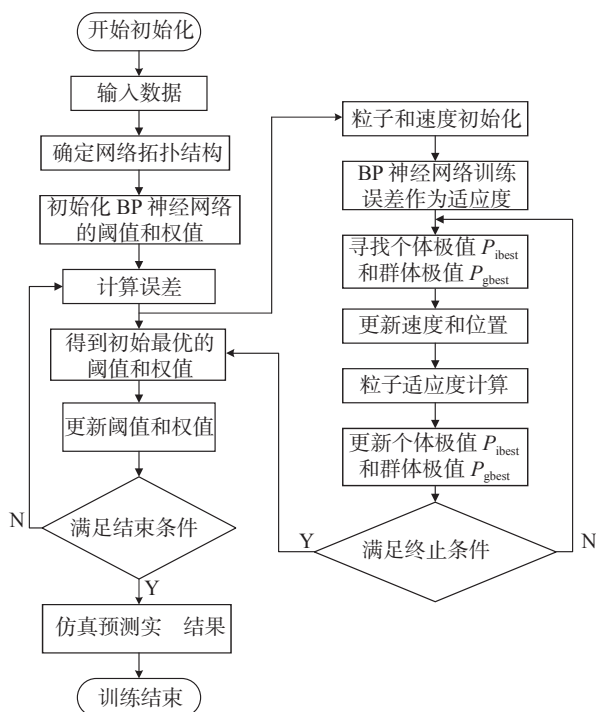 开始初始化
输入数据
确定网络拓扑结构
初始化 BP 神经网络
的阈值和权值
计算误差
得到初始最优的
阈值和权值
更新阈值和权值
满足结束条件
N
Y
仿真预测实 结果
训练结束
粒子和速度初始化
BP 神经网络训练
误差作为适应度
寻找个体极值 Pibest
和群体极值 Pgbest
更新速度和位置
粒子适应度计算
更新个体极值 Pibest
和群体极值 Pgbest
满足终止条件
Y
N